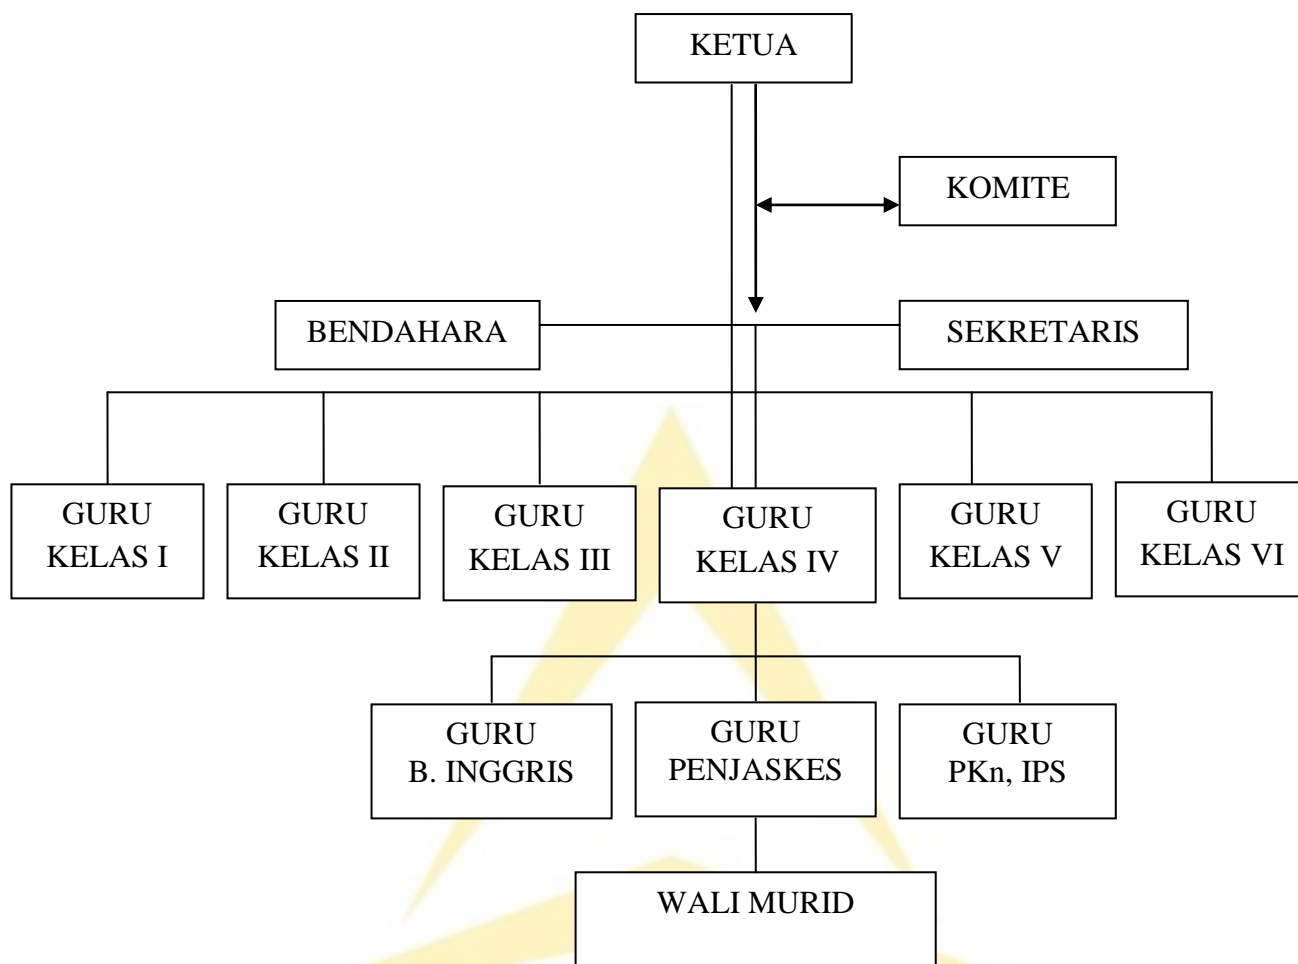 KETUA
KOMITE
BENDAHARA
SEKRETARIS
GURU
KELAS I
GURU
KELAS II
GURU
KELAS III
GURU
KELAS IV
GURU
KELAS V
GURU
KELAS VI
GURU
B. INGGRIS
GURU
PENJASKES
GURU
PKn, IPS
WALI MURID